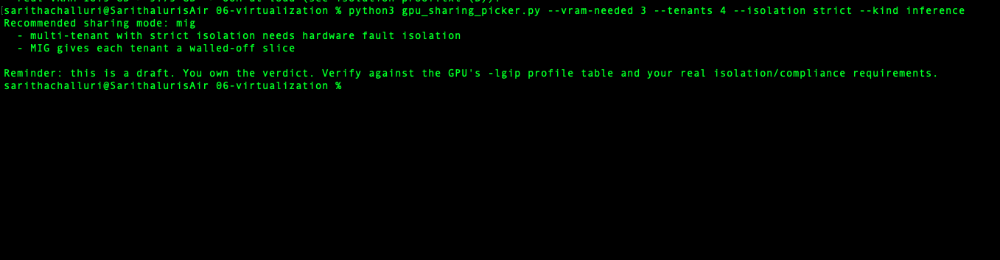 [sarithachalluri@SarithalurisAir 06-virtualization % python3 gpu_sharing_picker.py --vram-needed 3 --tenants 4 --isolation strict --kind inference
Recommended sharing mode: mig
  - multi-tenant with strict isolation needs hardware fault isolation
  - MIG gives each tenant a walled-off slice

Reminder: this is a draft. You own the verdict. Verify against the GPU's -lgip profile table and your real isolation/compliance requirements.
sarithachalluri@SarithalurisAir 06-virtualization %